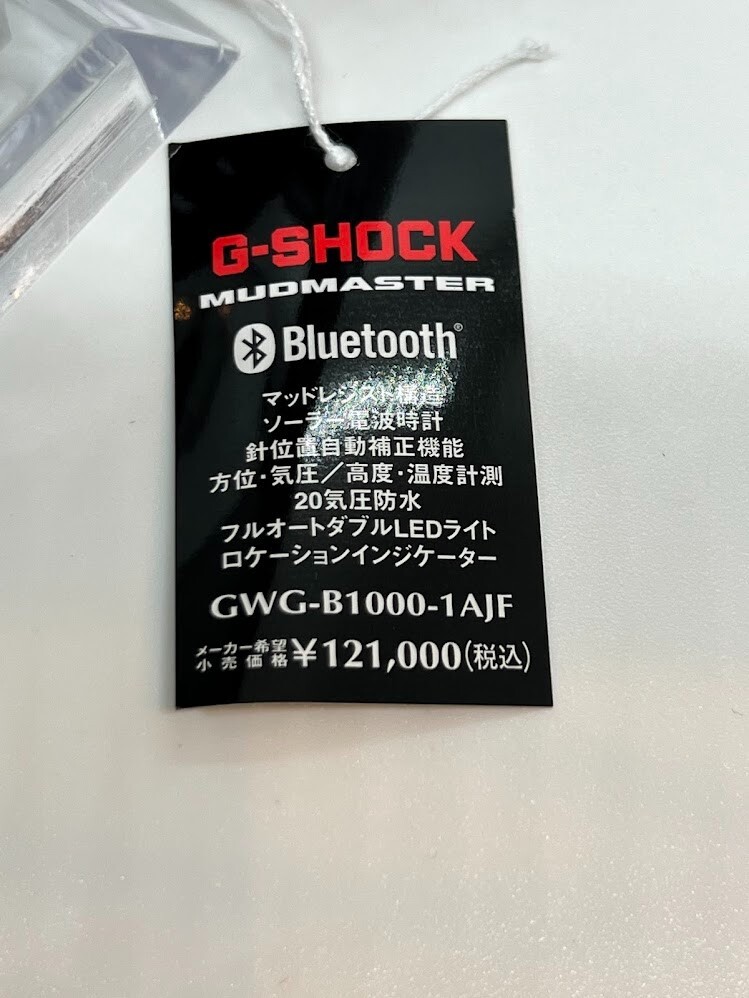 G-SHOCK
MUDMASTER
Bluetooth®
マッドレジスト構造
ソーラー電波時計
針位置自動補正機能
方位・気圧／高度・温度計測
20気圧防水
フルオートダブルLEDライト
ロケーションインジケーター
GWG-B1000-1AJF
メーカー希望小売価格 ¥121,000(税込)